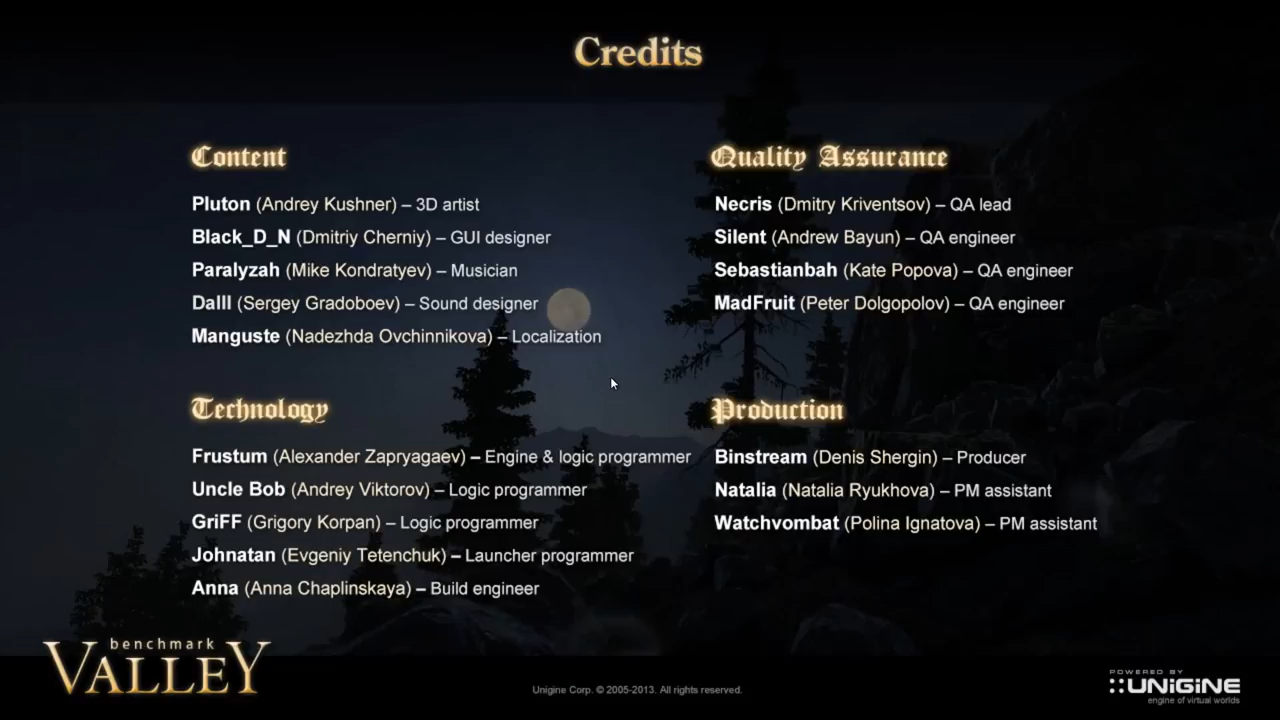 Credits
Content
Pluton (Andrey Kushner) – 3D artist
Black_D_N (Dmitriy Cherniy) – GUI designer
Paralyzah (Mike Kondratyev) – Musician
Dalll (Sergey Gradoboev) – Sound designer
Manguste (Nadezhda Ovchinnikova) – Localization
Technology
Frustum (Alexander Zapryagaev) – Engine & logic programmer
Uncle Bob (Andrey Viktorov) – Logic programmer
GriFF (Grigory Korpan) – Logic programmer
Johnatan (Evgeniy Tetenchuk) – Launcher programmer
Anna (Anna Chaplinskaya) – Build engineer
Quality Assurance
Necris (Dmitry Kriventsov) – QA lead
Silent (Andrew Bayun) – QA engineer
Sebastianbah (Kate Popova) – QA engineer
MadFruit (Peter Dolgopolov) – QA engineer
Production
Binstream (Denis Shergin) – Producer
Natalia (Natalia Ryukhova) – PM assistant
Watchvombat (Polina Ignatova) – PM assistant
benchmark
VALLEY
Unigine Corp. © 2005-2013. All rights reserved.
POWERED BY
UNIGINE
engine of virtual worlds